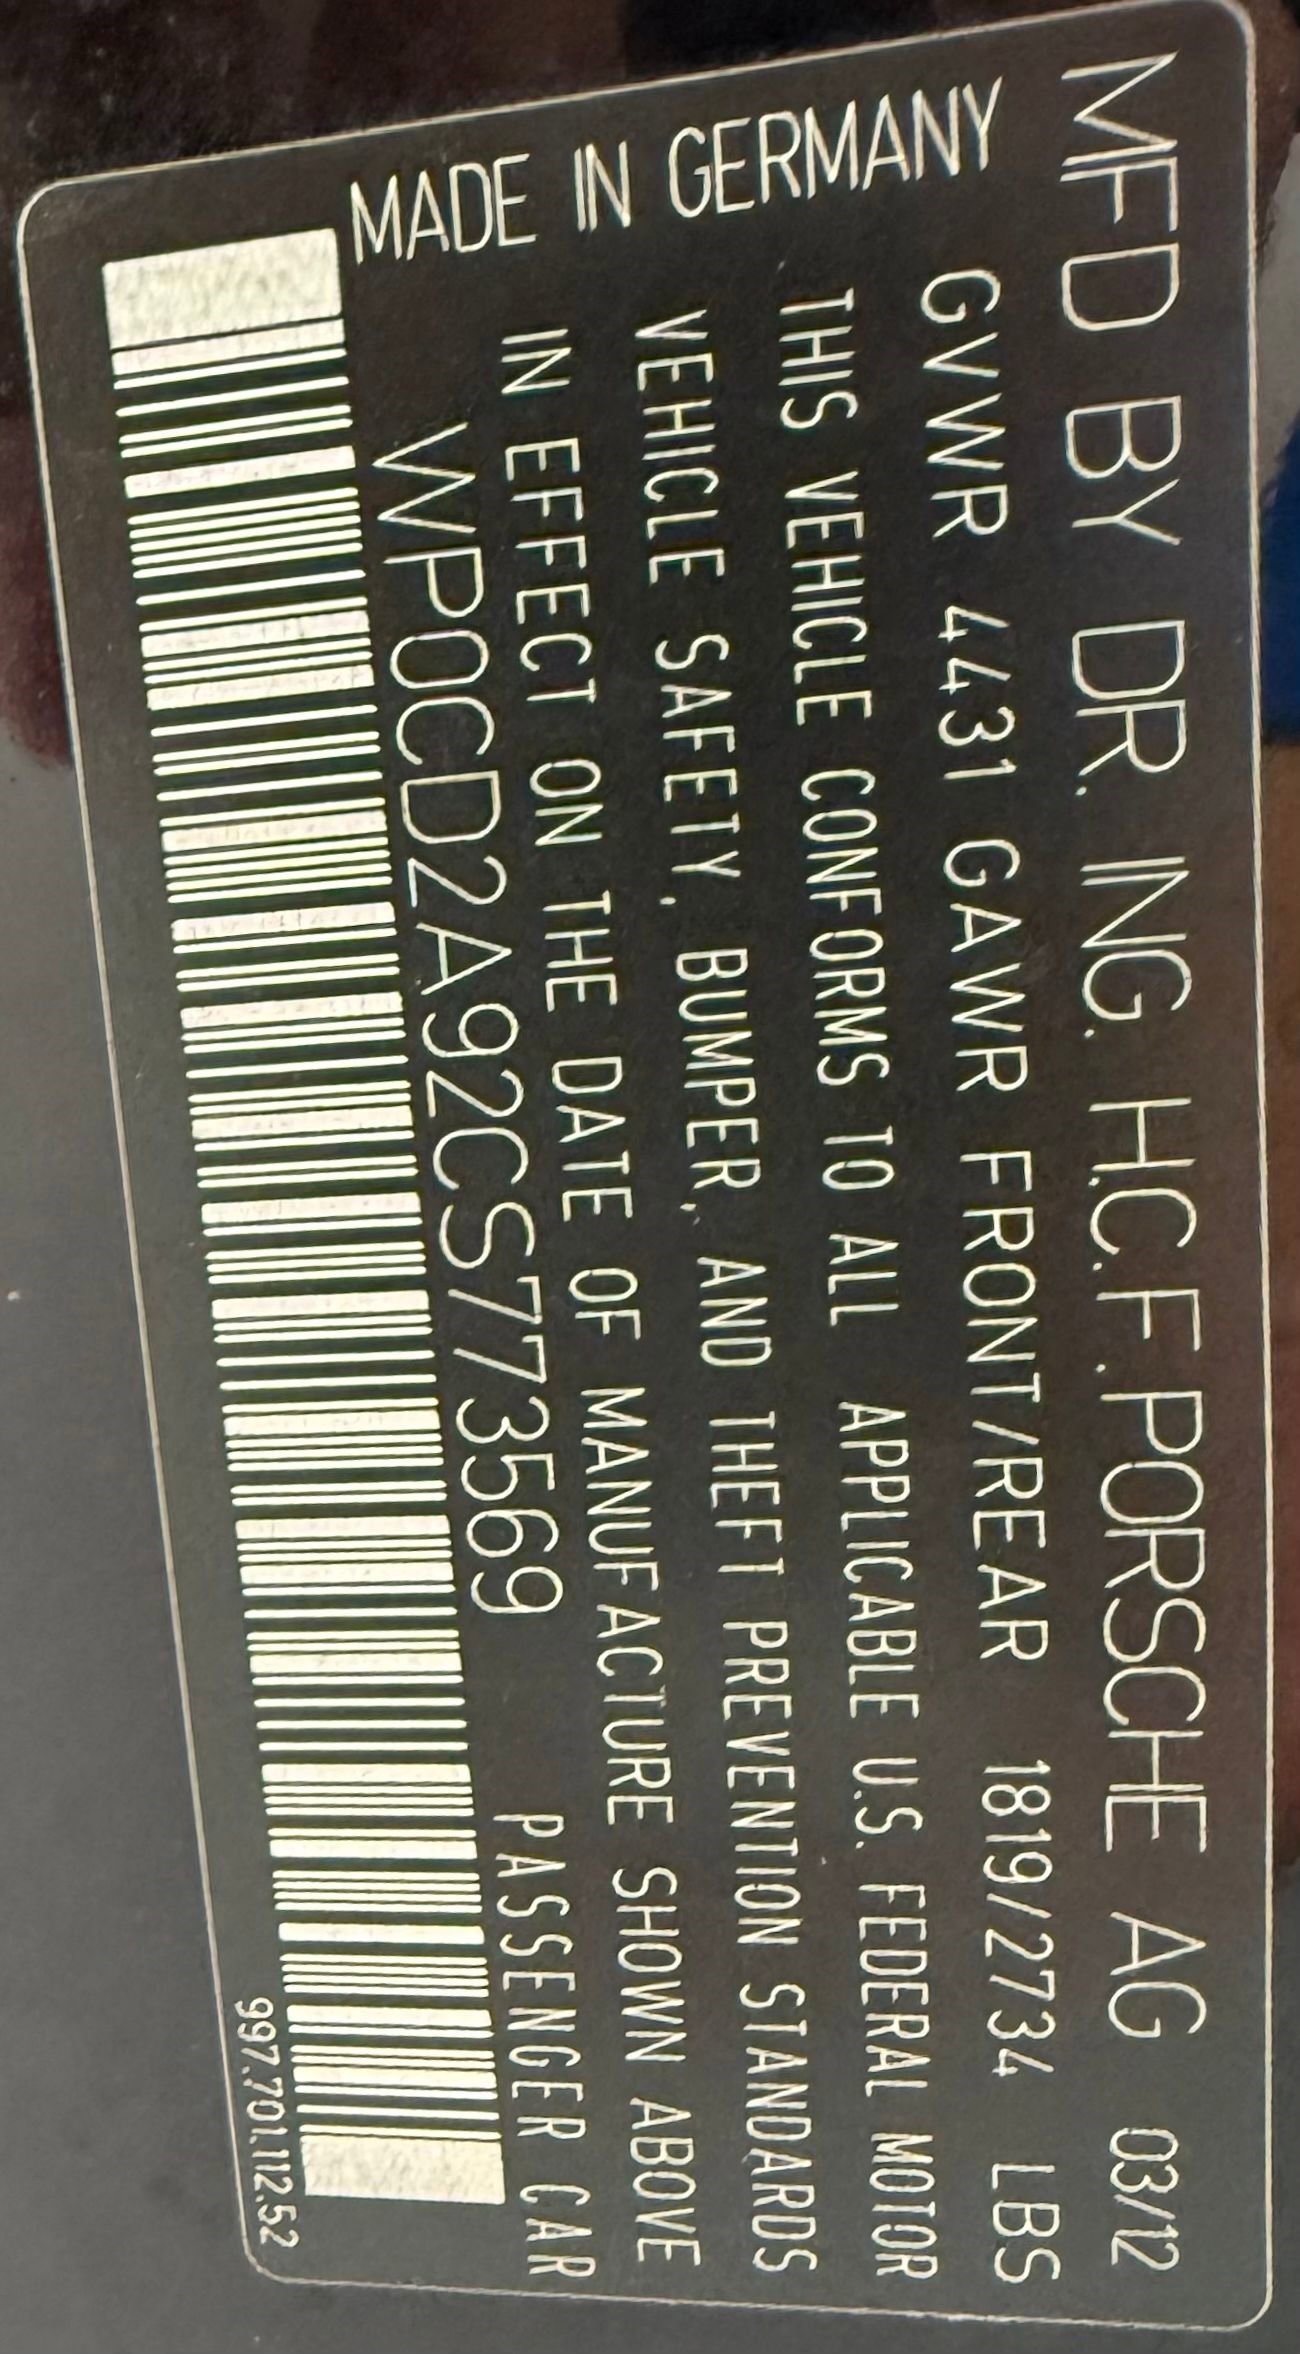 MFD BY DR. ING. H.C. F. PORSCHE AG 03/12
GVWR 4431 GAWR FRONT/REAR 1819/2734 LBS
THIS VEHICLE CONFORMS TO ALL APPLICABLE U.S. FEDERAL MOTOR
VEHICLE SAFETY, BUMPER, AND THEFT PREVENTION STANDARDS
IN EFFECT ON THE DATE OF MANUFACTURE SHOWN ABOVE
WP0CD2A92CS773569 PASSENGER CAR
MADE IN GERMANY
997.701.112.52